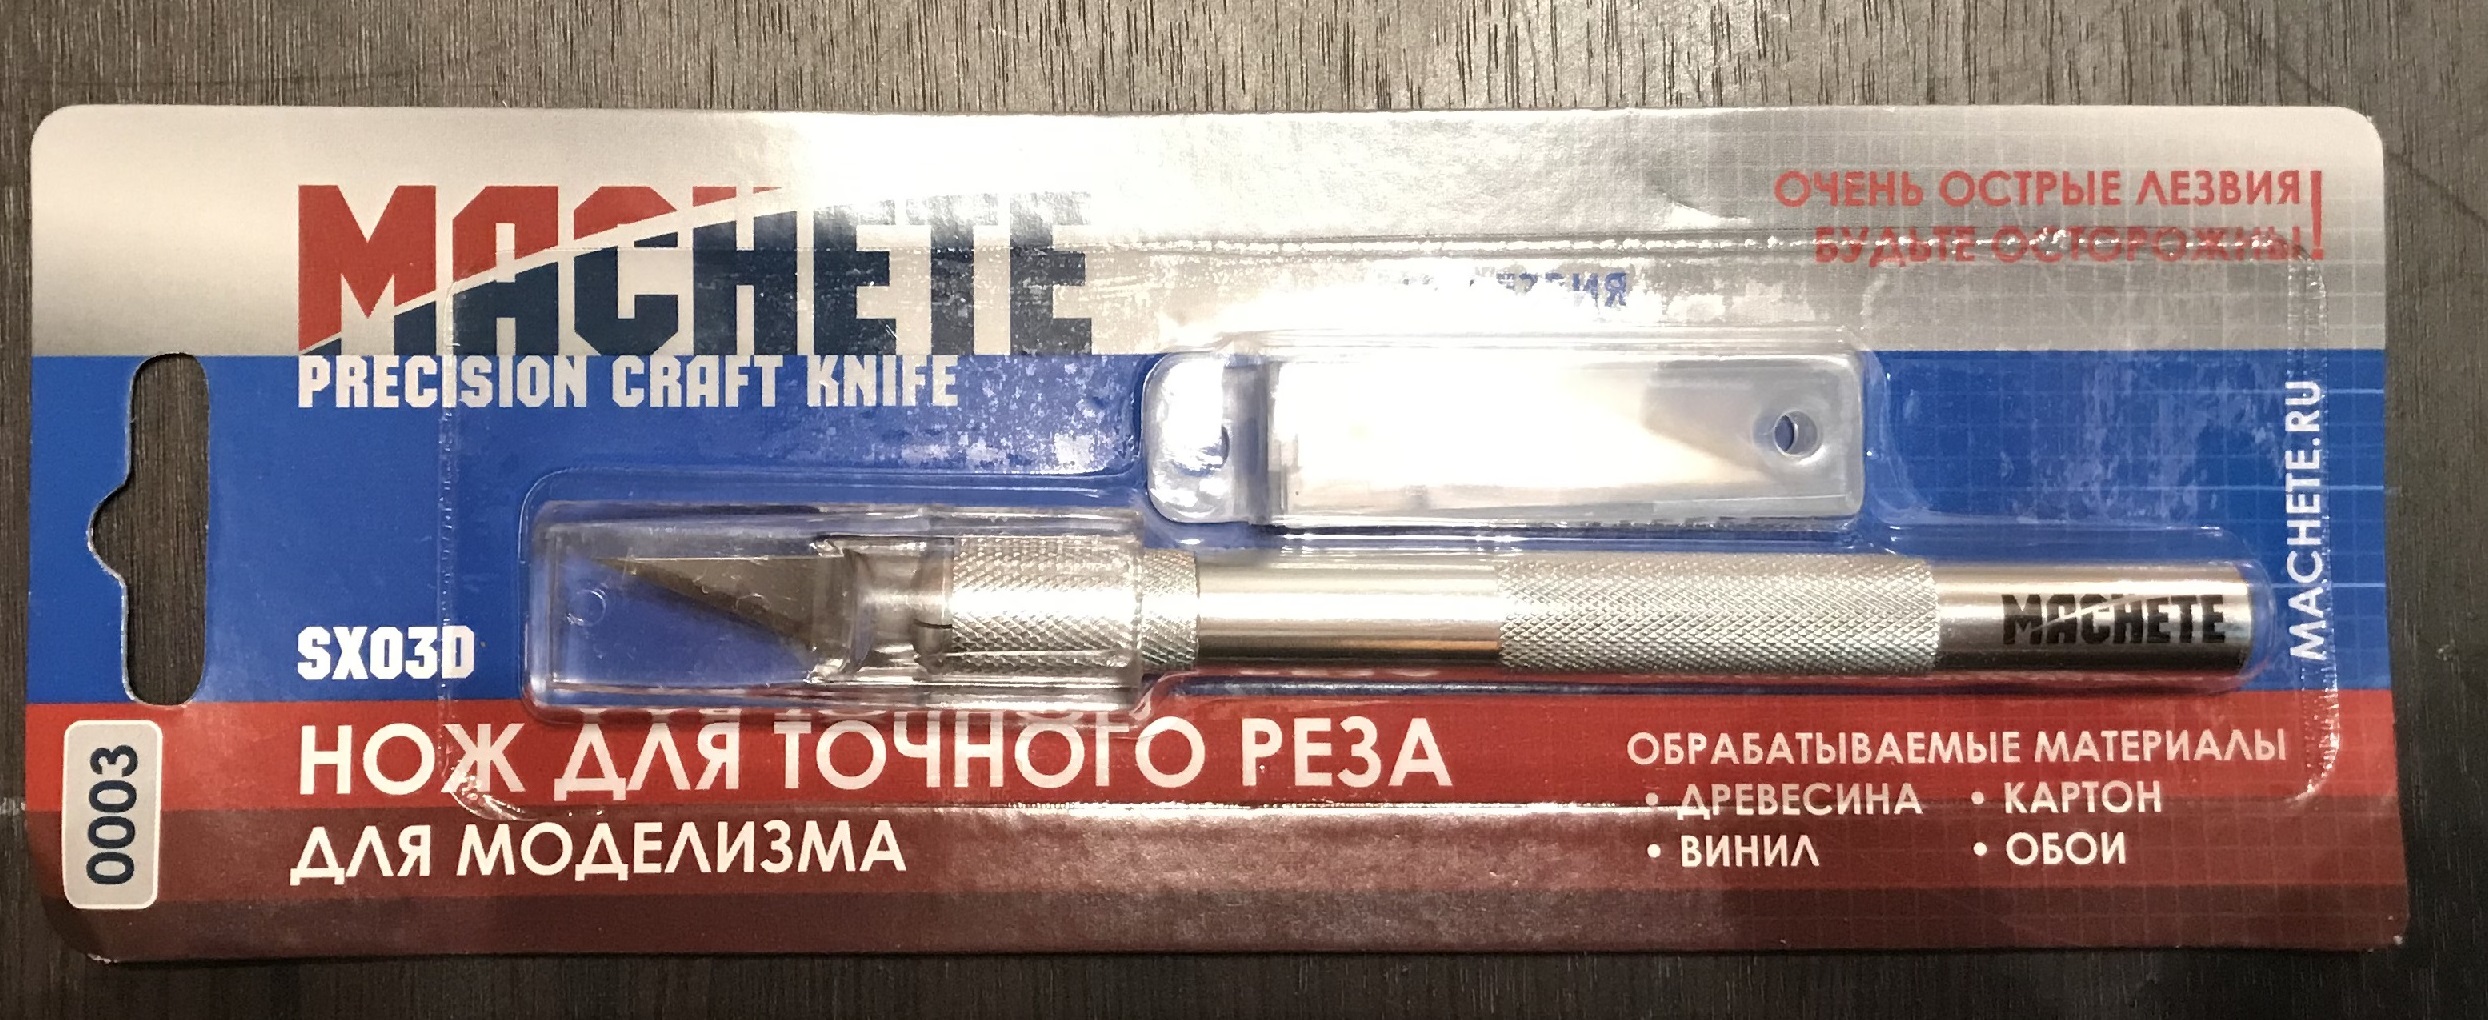 MACHETE
PRECISION CRAFT KNIFE
ОЧЕНЬ ОСТРЫЕ ЛЕЗВИЯ
БУДЬТЕ ОСТОРОЖНЫ!
MACHETE.RU
MACHETE
SX03D
0003
НОЖ ДЛЯ ТОЧНОГО РЕЗА
ДЛЯ МОДЕЛИЗМА
ОБРАБАТЫВАЕМЫЕ МАТЕРИАЛЫ
• ДРЕВЕСИНА • КАРТОН
• ВИНИЛ • ОБОИ